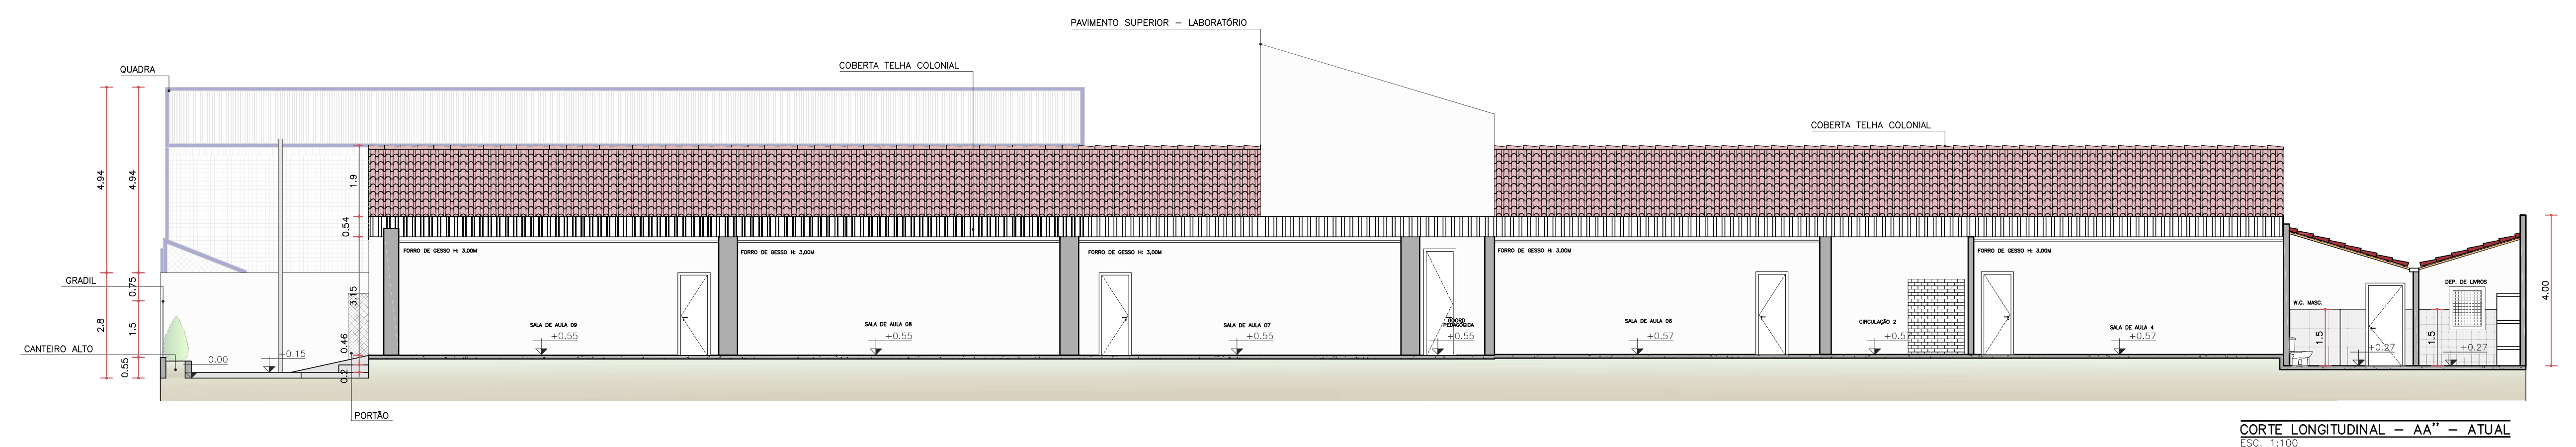 PAVIMENTO SUPERIOR – LABORATÓRIO
COBERTA TELHA COLONIAL
QUADRA
COBERTA TELHA COLONIAL
4.94
4.94
1.9
0.54
FORRO DE GESSO H: 3,00M
FORRO DE GESSO H: 3,00M
FORRO DE GESSO H: 3,00M
FORRO DE GESSO H: 3,00M
FORRO DE GESSO H: 3,00M
GRADIL
0.75
3.15
DEP. DE LIVROS
4.00
W.C. MASC.
2.8
1.5
SALA DE AULA 09
SALA DE AULA 08
SALA DE AULA 07
COORD.
PEDAGÓGICA
SALA DE AULA 06
CIRCULAÇÃO 2
SALA DE AULA 4
+0.55
+0.55
+0.55
+0.55
+0.57
+0.57
+0.57
1.5
1.5
0.46
CANTEIRO ALTO
0.00
+0.15
+0.27
+0.27
0.55
0.2
PORTÃO
CORTE LONGITUDINAL – AA" – ATUAL
ESC. 1:100